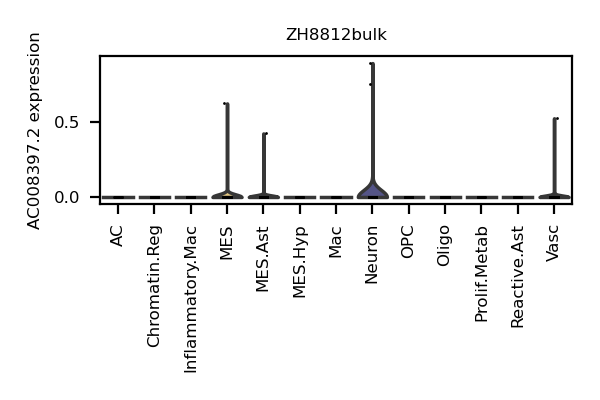 ZH8812bulk
AC008397.2 expression
0.5
0.0
AC
Chromatin.Reg
Inflammatory.Mac
MES
MES.Ast
MES.Hyp
Mac
Neuron
OPC
Oligo
Prolif.Metab
Reactive.Ast
Vasc